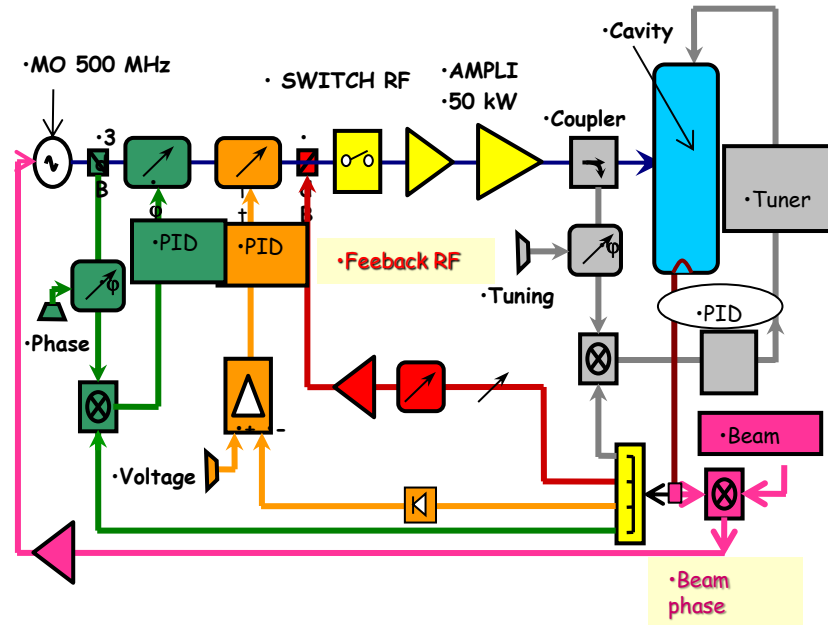 •MO 500 MHz
• SWITCH RF
•AMPLI
•50 kW
•Cavity
•Coupler
•3
B
φ
•PID
•PID
•Feeback RF
•Tuner
φ
φ
•Tuning
•PID
•Phase
+ -
•Voltage
•Beam
•Beam
phase